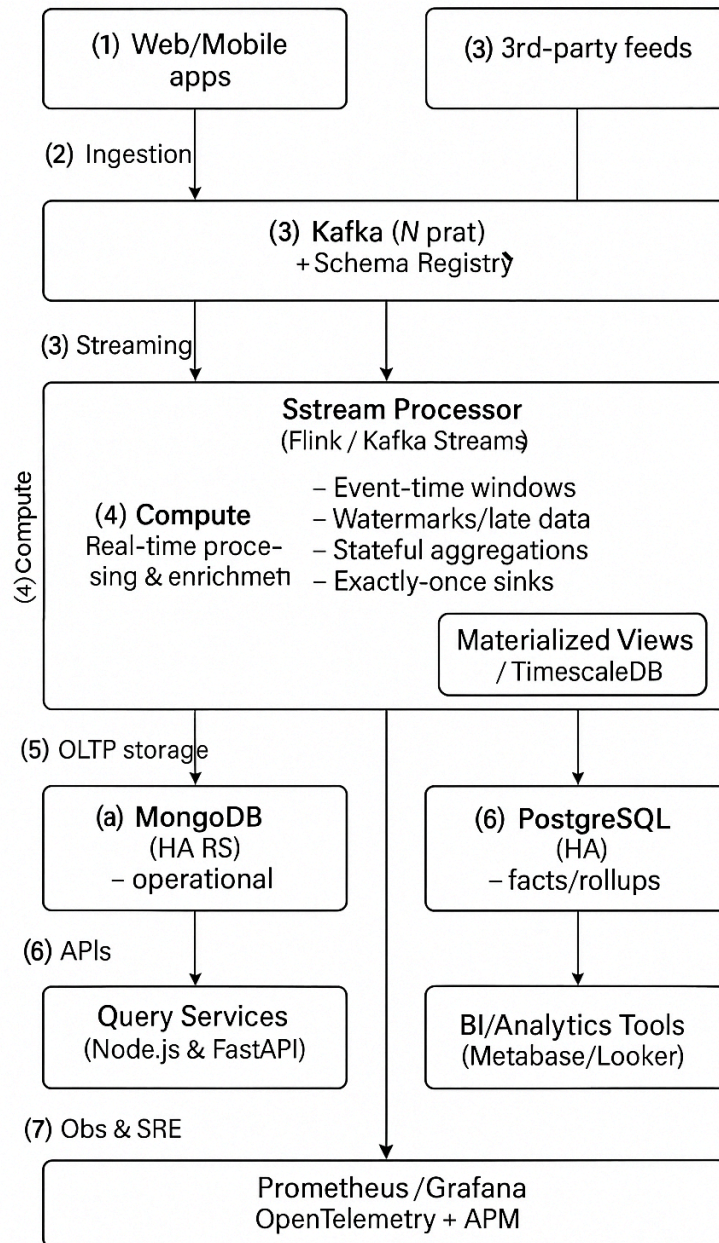 (1) Web/Mobile
apps
(3) 3rd-party feeds
(2) Ingestion
(3) Kafka (N prat)
+ Schema Registry
(3) Streaming
Sstream Processor
(Flink / Kafka Streams)
(4) Compute
(4) Compute
Real-time proce-
sing & enrichmeti
– Event-time windows
– Watermarks/late data
– Stateful aggregations
– Exactly-once sinks
Materialized Views
/ TimescaleDB
(5) OLTP storage
(a) MongoDB
(HA RS)
– operational
(6) PostgreSQL
(HA)
– facts/rollups
(6) APIs
Query Services
(Node.js & FastAPI)
BI/Analytics Tools
(Metabase/Looker)
(7) Obs & SRE
Prometheus / Grafana
OpenTelemetry + APM